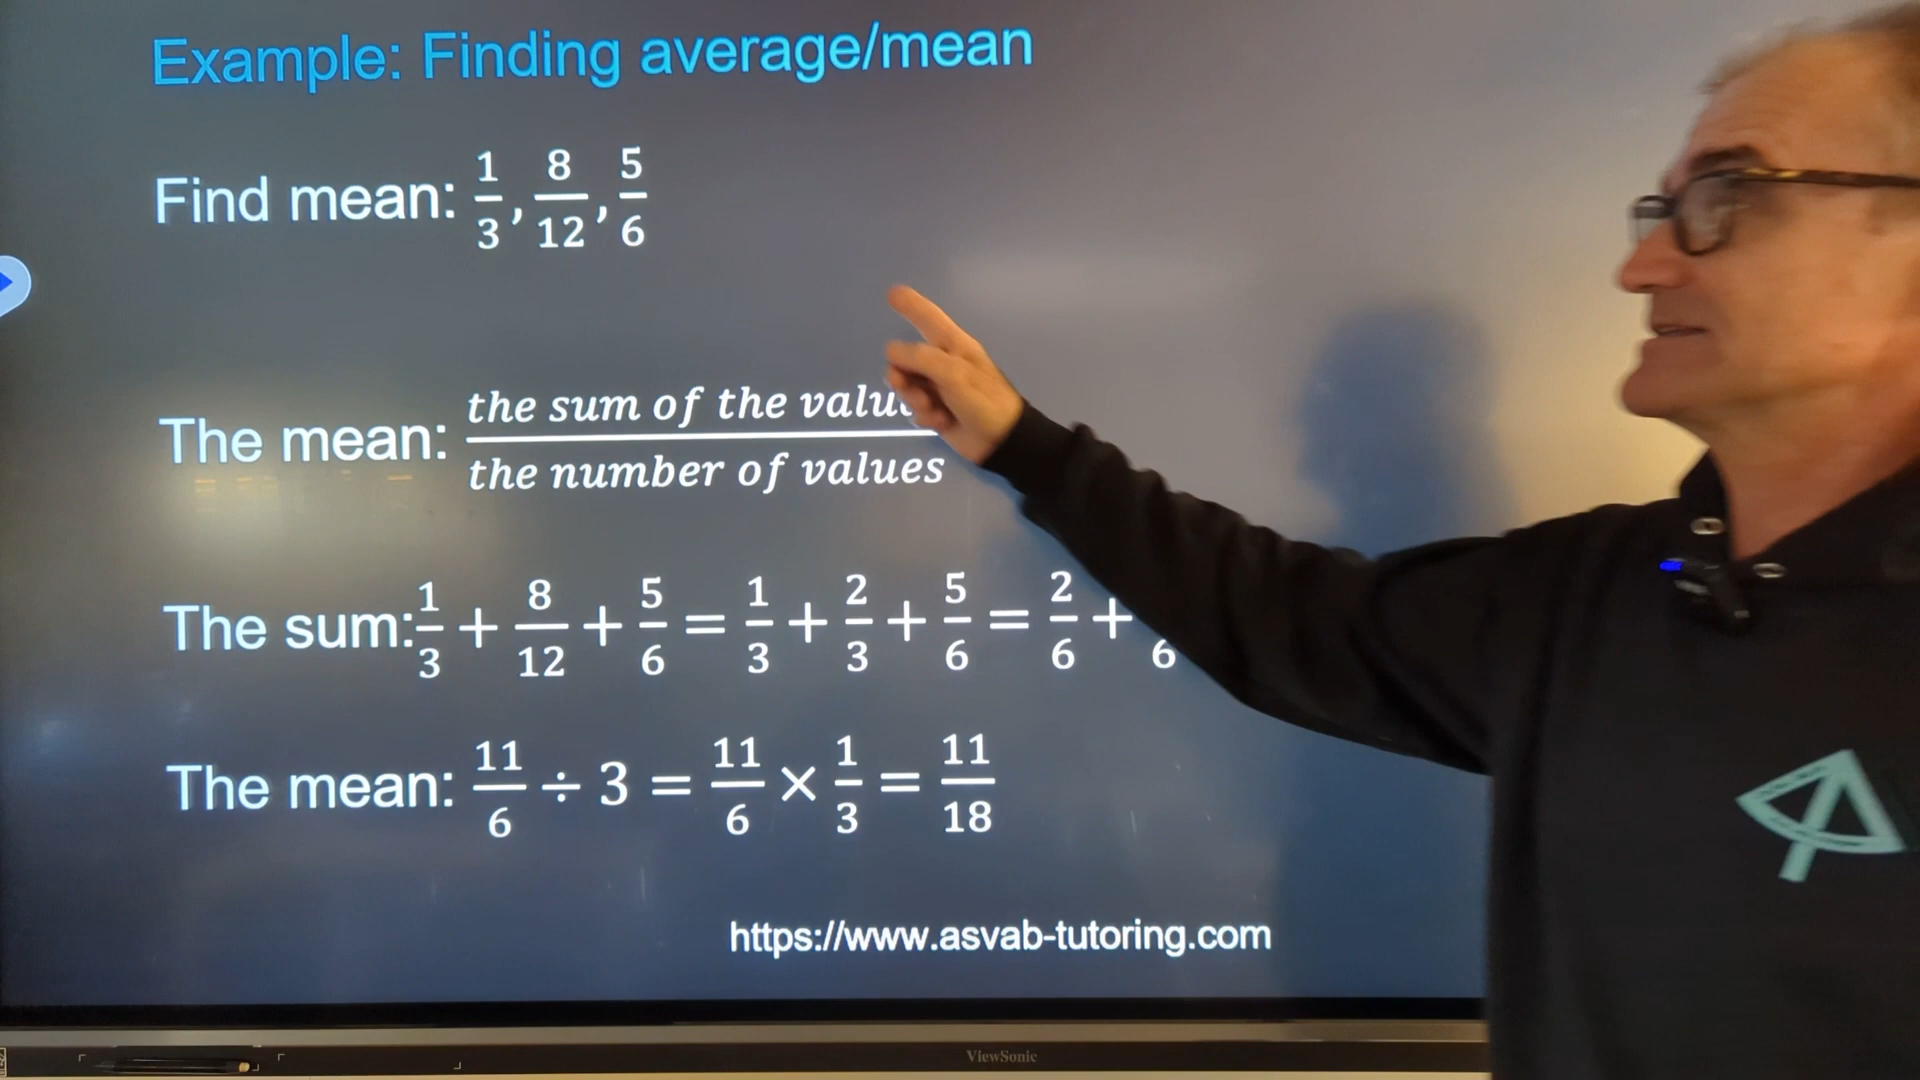 Example: Finding average/mean
Find mean: 1/3, 8/12, 5/6
The mean: the sum of the / the number of values
The sum: 1/3 + 8/12 + 5/6 = 1/3 + 2/3 + 5/6 = 2/6 + /6
The mean: 11/6 ÷ 3 = 11/6 × 1/3 = 11/18
https://www.asvab-tutoring.com
ViewSonic